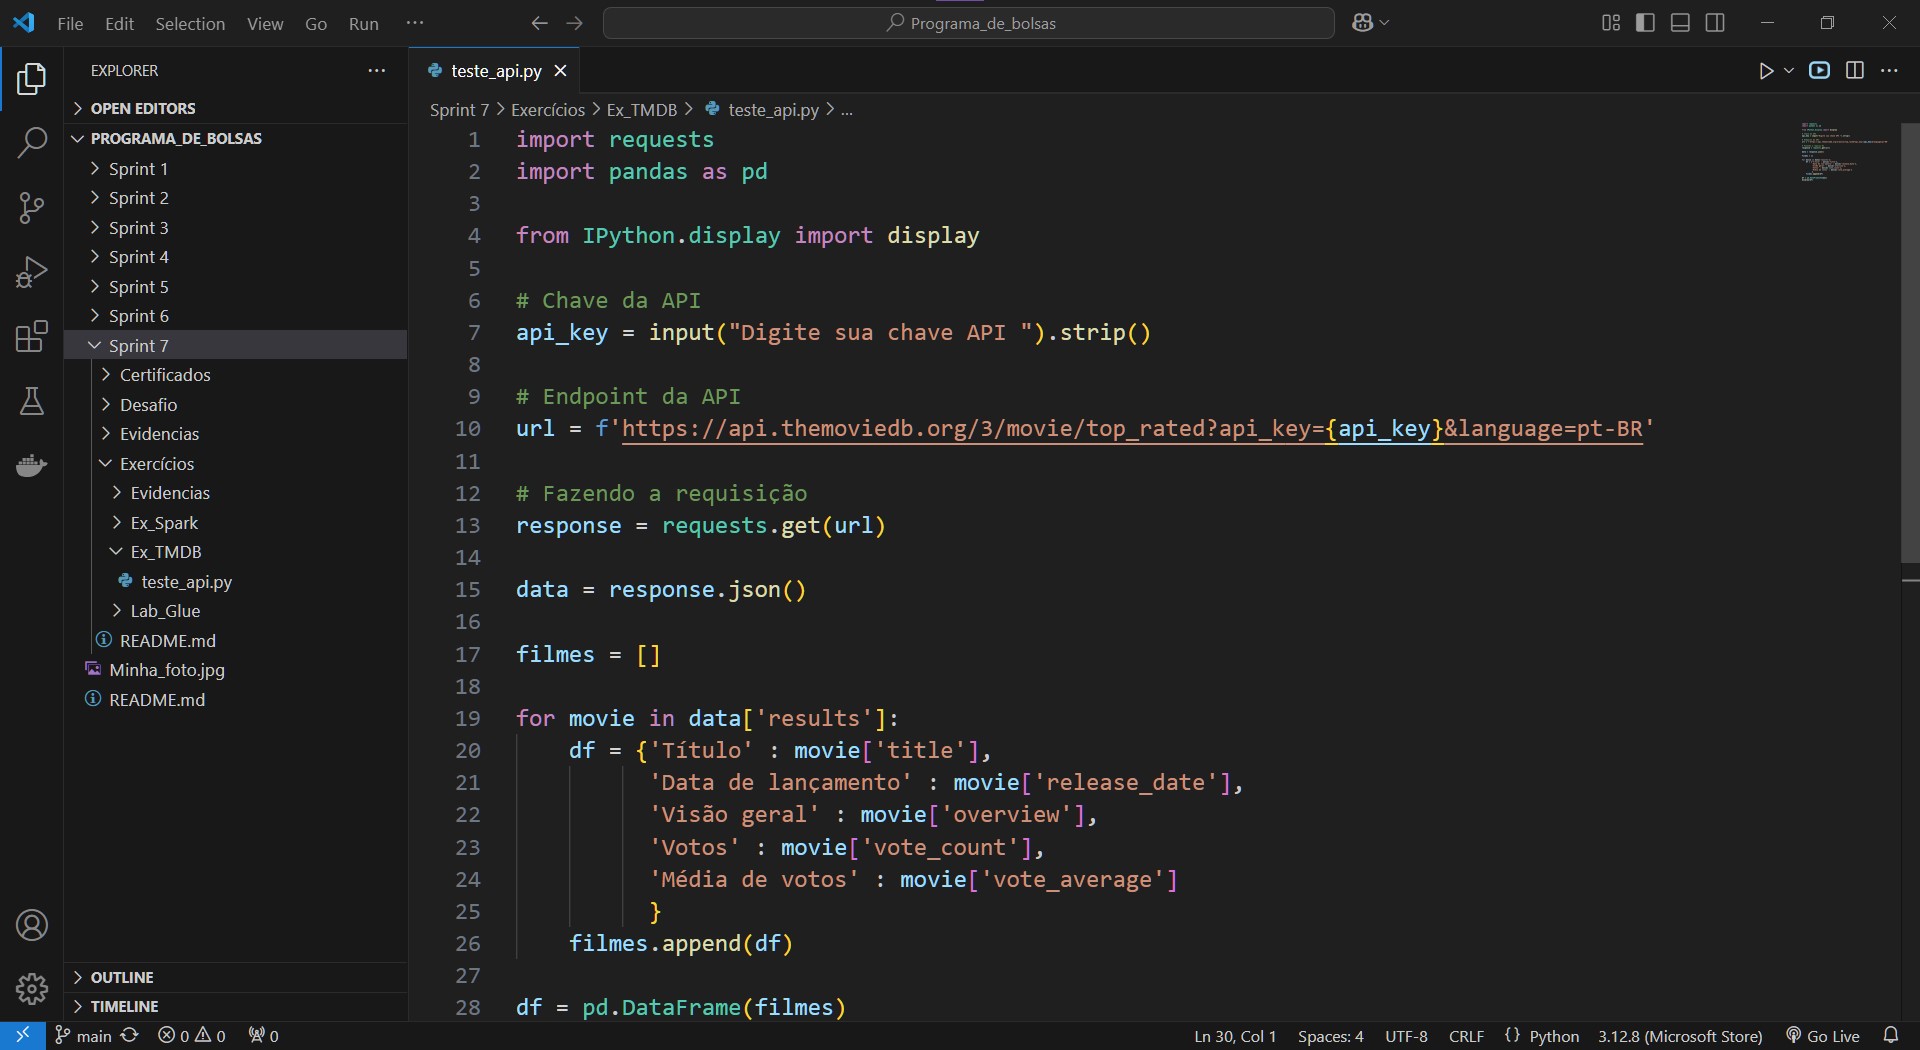 File Edit Selection View Go Run ···
Programa_de_bolsas
EXPLORER
OPEN EDITORS
PROGRAMA_DE_BOLSAS
Sprint 1
Sprint 2
Sprint 3
Sprint 4
Sprint 5
Sprint 6
Sprint 7
Certificados
Desafio
Evidencias
Exercícios
Evidencias
Ex_Spark
Ex_TMDB
teste_api.py
Lab_Glue
README.md
Minha_foto.jpg
README.md
OUTLINE
TIMELINE
teste_api.py
Sprint 7 > Exercícios > Ex_TMDB > teste_api.py > ...
1 import requests
2 import pandas as pd
3
4 from IPython.display import display
5
6 # Chave da API
7 api_key = input("Digite sua chave API ").strip()
8
9 # Endpoint da API
10 url = f'https://api.themoviedb.org/3/movie/top_rated?api_key={api_key}&language=pt-BR'
11
12 # Fazendo a requisição
13 response = requests.get(url)
14
15 data = response.json()
16
17 filmes = []
18
19 for movie in data['results']:
20 df = {'Título' : movie['title'],
21 'Data de lançamento' : movie['release_date'],
22 'Visão geral' : movie['overview'],
23 'Votos' : movie['vote_count'],
24 'Média de votos' : movie['vote_average']
25 }
26 filmes.append(df)
27
28 df = pd.DataFrame(filmes)
main 0 0 0 Ln 30, Col 1 Spaces: 4 UTF-8 CRLF {} Python 3.12.8 (Microsoft Store) Go Live